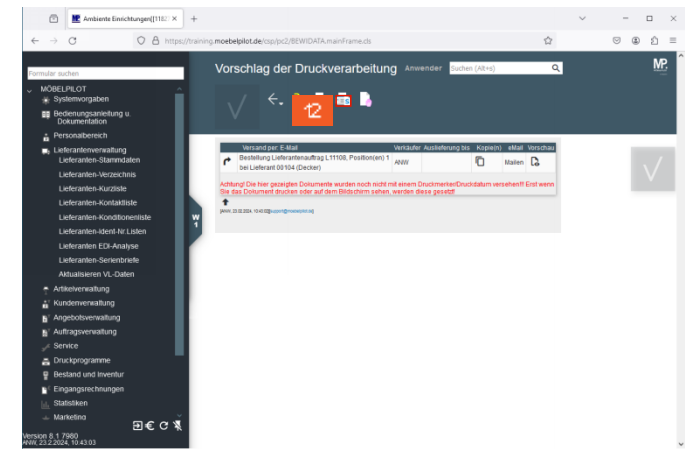 Ambiente Einrichtungen[[1182
https://training.moebelpilot.de/csp/pc2/BEWIDATA.mainFrame.cls
Formular suchen
Vorschlag der Druckverarbeitung Anwender Suchen (Alt+s)
MP.
MÖBELPILOT
Systemvorgaben
Bedienungsanleitung u.
Dokumentation
Personalbereich
Lieferantenverwaltung
Lieferanten-Stammdaten
Lieferanten-Verzeichnis
Lieferanten-Kurzliste
Lieferanten-Kontaktliste
Lieferanten-Konditionenliste
Lieferanten-Ident-Nr.Listen
Lieferanten EDI-Analyse
Lieferanten-Serienbriefe
Aktualisieren VL-Daten
Artikelverwaltung
Kundenverwaltung
Angebotsverwaltung
Auftragsverwaltung
Service
Druckprogramme
Bestand und Inventur
Eingangsrechnungen
Statistiken
Marketing
Version 8.1 7980
ANW, 23.2.2024, 10:43:03
W
1
12
Versand per: E-Mail Verkäufer Auslieferung bis Kopie(n) eMail Vorschau
Bestellung Lieferantenauftrag L11108, Position(en) 1
bei Lieferant 00104 (Decker) ANW Mailen
Achtung! Die hier gezeigten Dokumente wurden noch nicht mit einem Druckmerker/Druckdatum versehen!!! Erst wenn
Sie das Dokument drucken oder auf dem Bildschirm sehen, werden diese gesetzt!